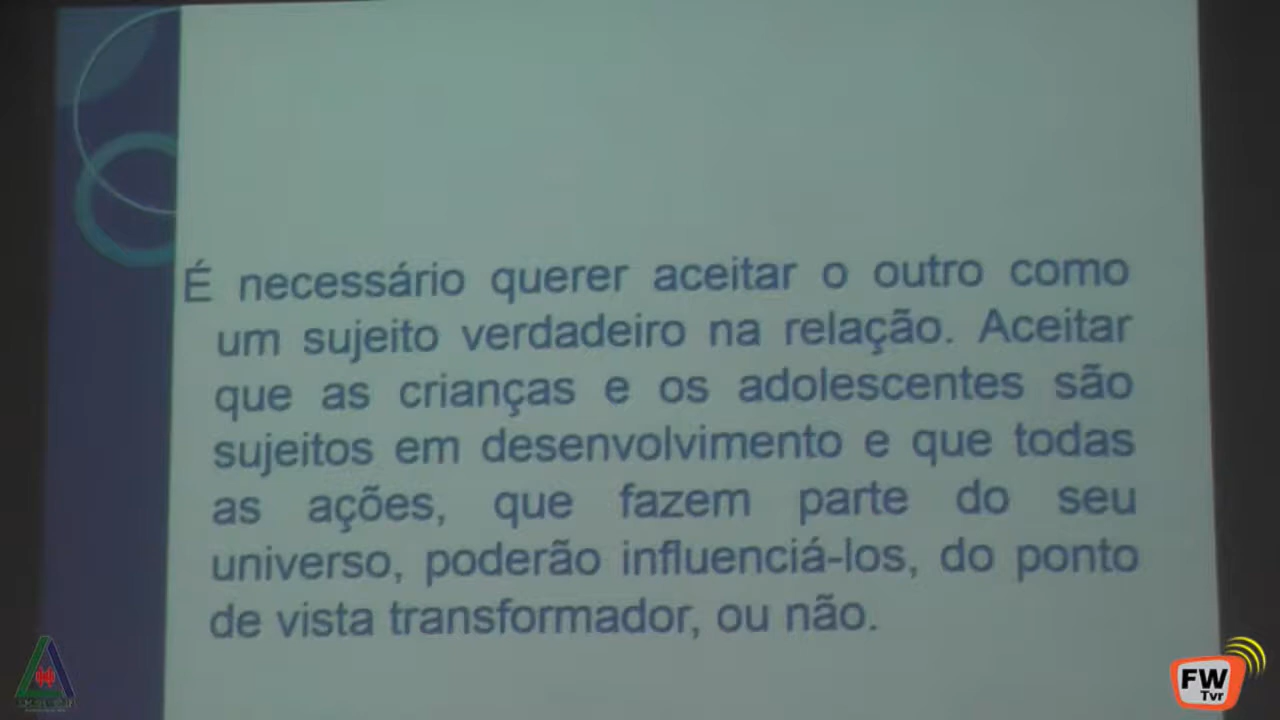 É necessário querer aceitar o outro como
um sujeito verdadeiro na relação. Aceitar
que as crianças e os adolescentes são
sujeitos em desenvolvimento e que todas
as ações, que fazem parte do seu
universo, poderão influenciá-los, do ponto
de vista transformador, ou não.
FW
Tvr